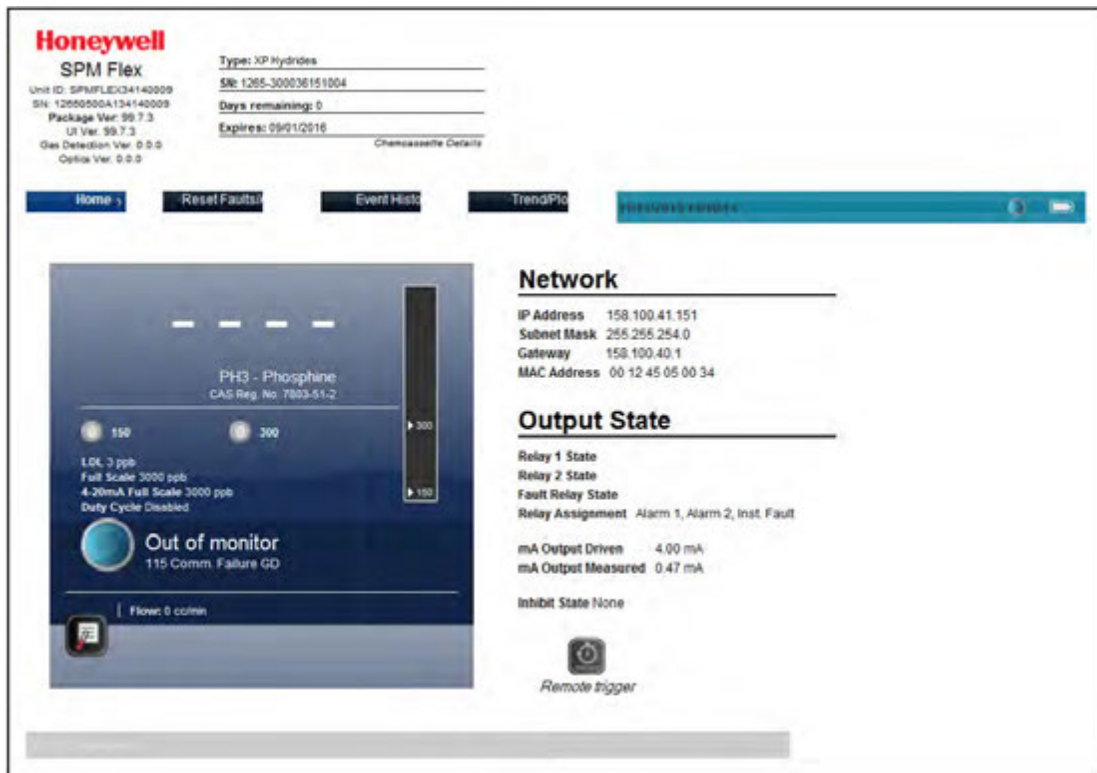 Honeywell
SPM Flex
Unit ID: SPMFLEX34140009
SN: 12650500A134140009
Package Ver: 99.7.3
UI Ver. 99.7.3
Gas Detection Ver. 0.0.0
Optics Ver. 0.0.0
Type: XP Hydrides
SN: 1265-300036151004
Days remaining: 0
Expires: 09/01/2016
Chemcassette Details
Home
Reset Faults/
Event Histo
Trend/Plo
PH3 - Phosphine
CAS Reg. No. 7803-51-2
150
300
300
150
LDL 3 ppb
Full Scale 3000 ppb
4-20mA Full Scale 3000 ppb
Duty Cycle Disabled
Out of monitor
115 Comm. Failure GD
Flow: 0 cc/min
Network
IP Address 158.100.41.151
Subnet Mask 255.255.254.0
Gateway 158.100.40.1
MAC Address 00 12 45 05 00 34
Output State
Relay 1 State
Relay 2 State
Fault Relay State
Relay Assignment Alarm 1, Alarm 2, Inst. Fault
mA Output Driven 4.00 mA
mA Output Measured 0.47 mA
Inhibit State None
Remote trigger